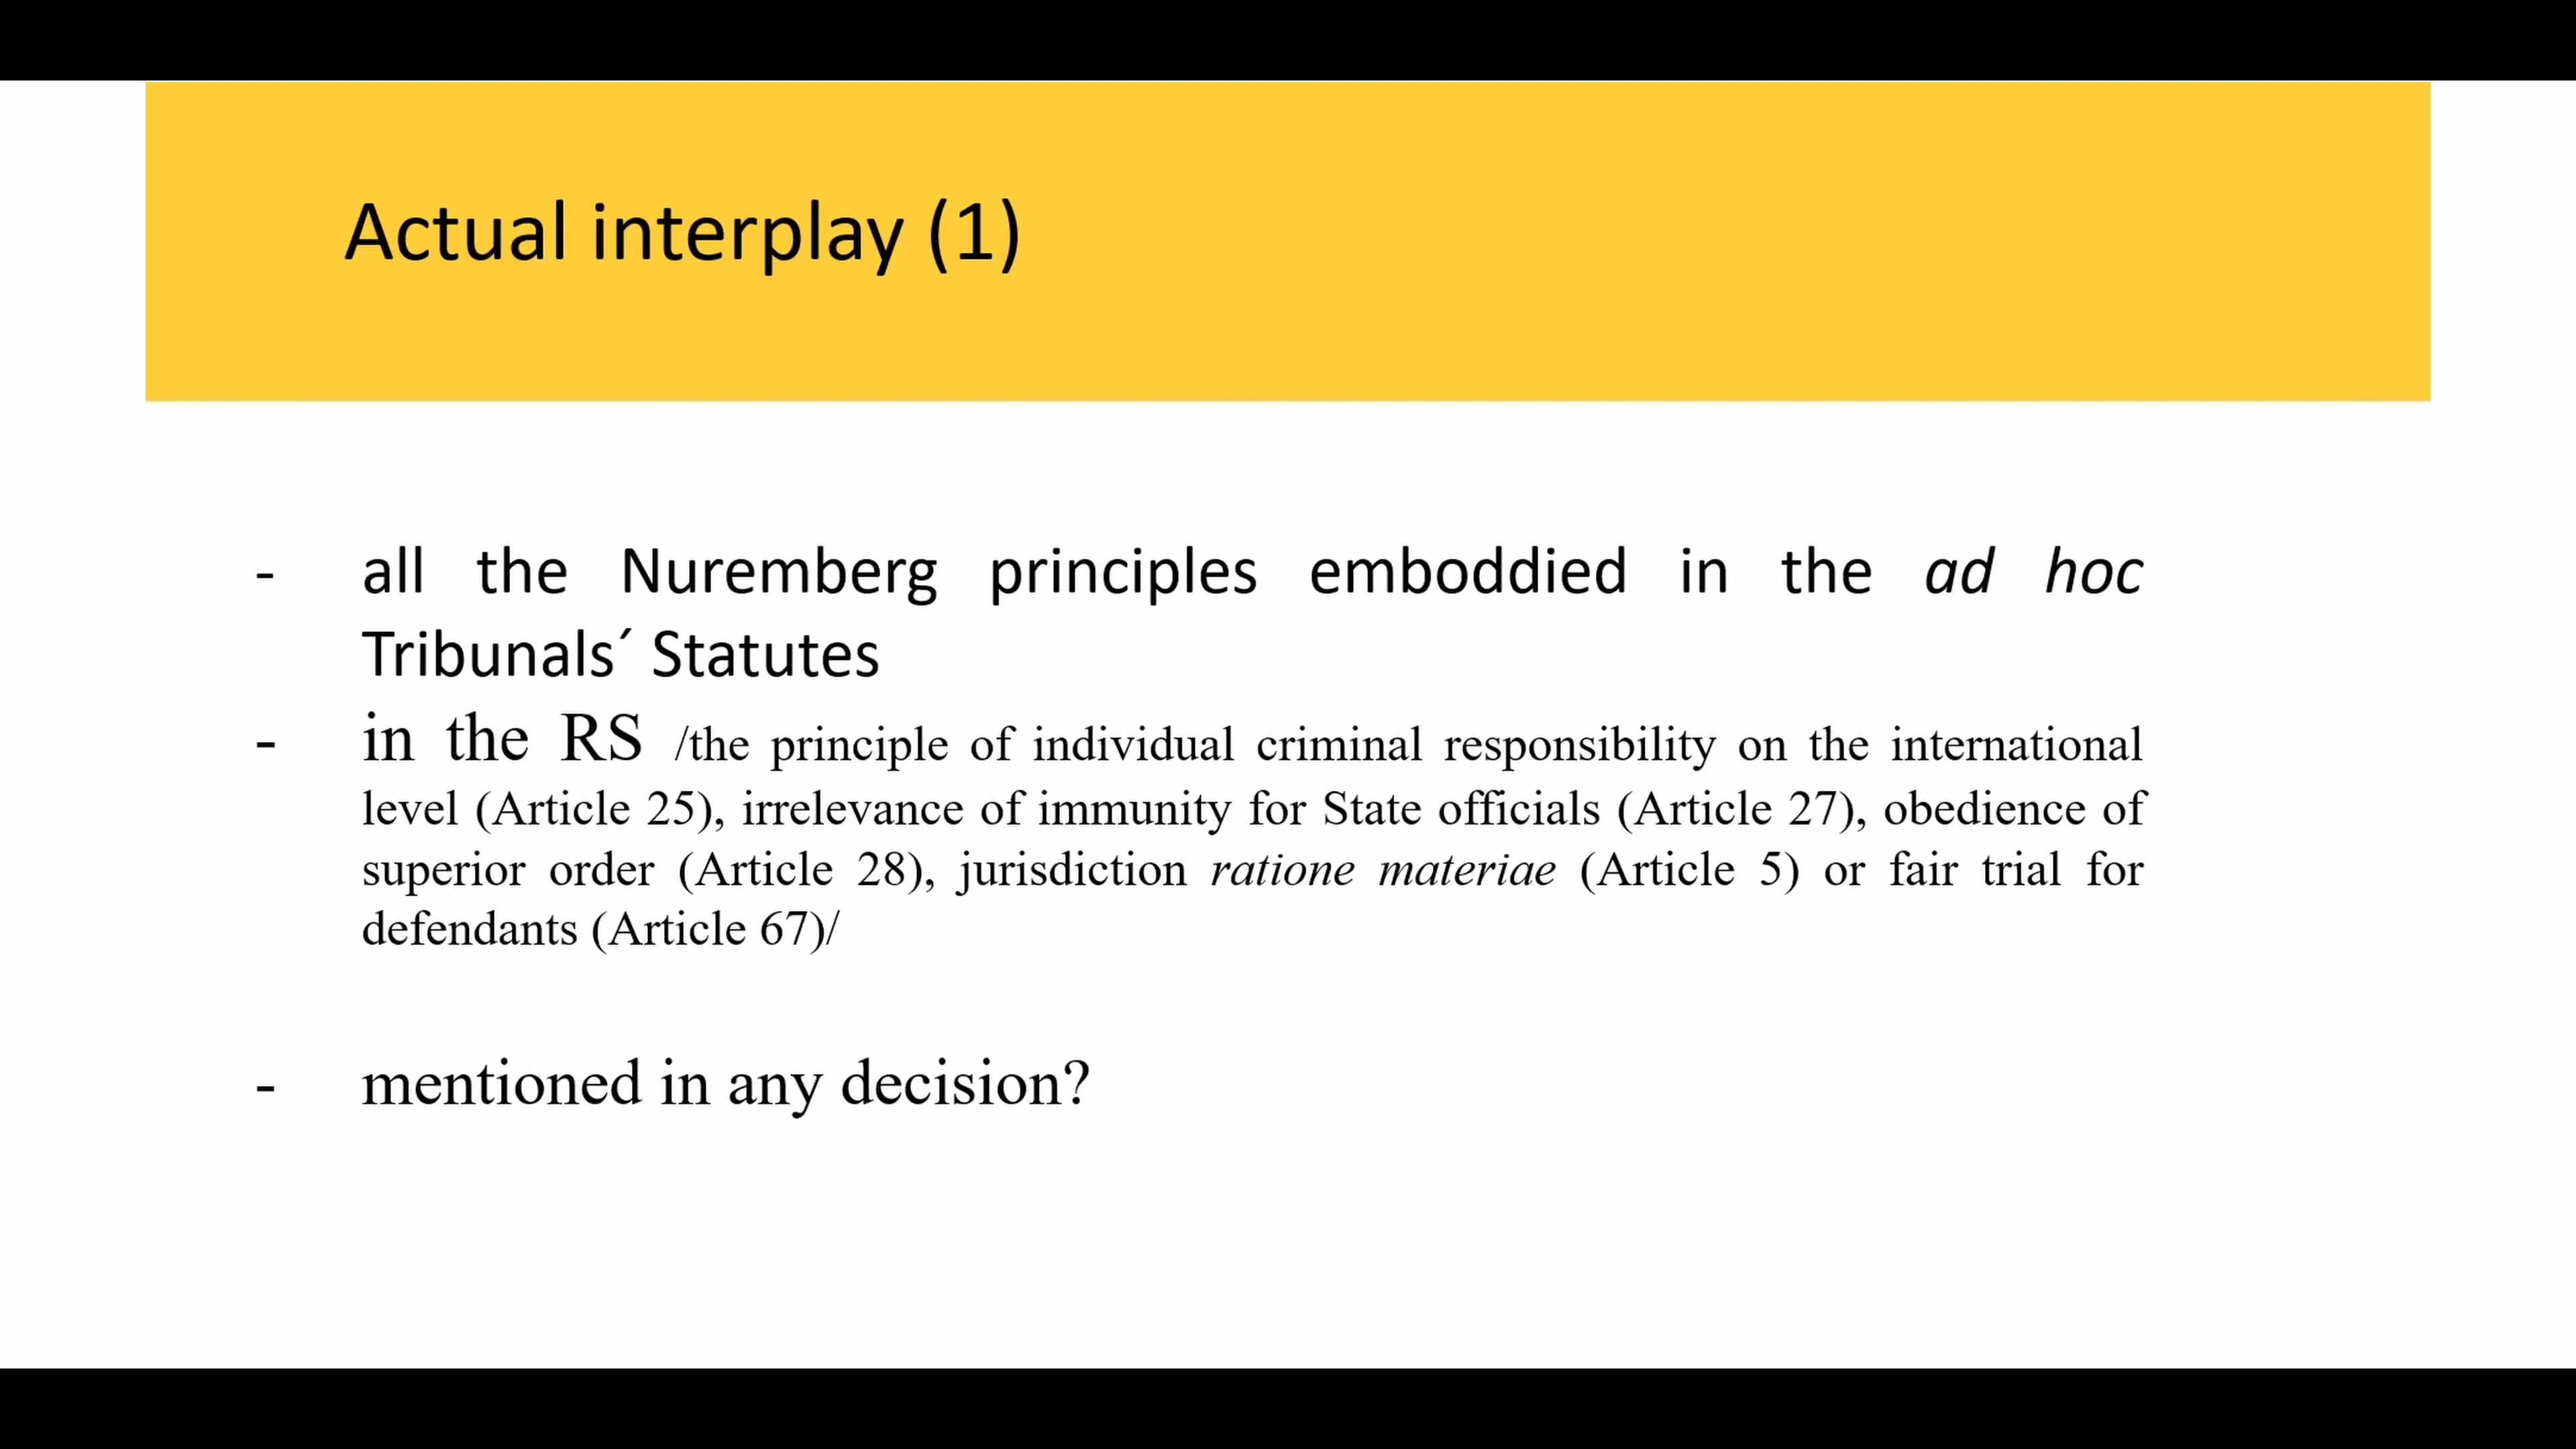 Actual interplay (1)
- all the Nuremberg principles emboddied in the ad hoc
Tribunals´ Statutes
- in the RS /the principle of individual criminal responsibility on the international
level (Article 25), irrelevance of immunity for State officials (Article 27), obedience of
superior order (Article 28), jurisdiction ratione materiae (Article 5) or fair trial for
defendants (Article 67)/
- mentioned in any decision?